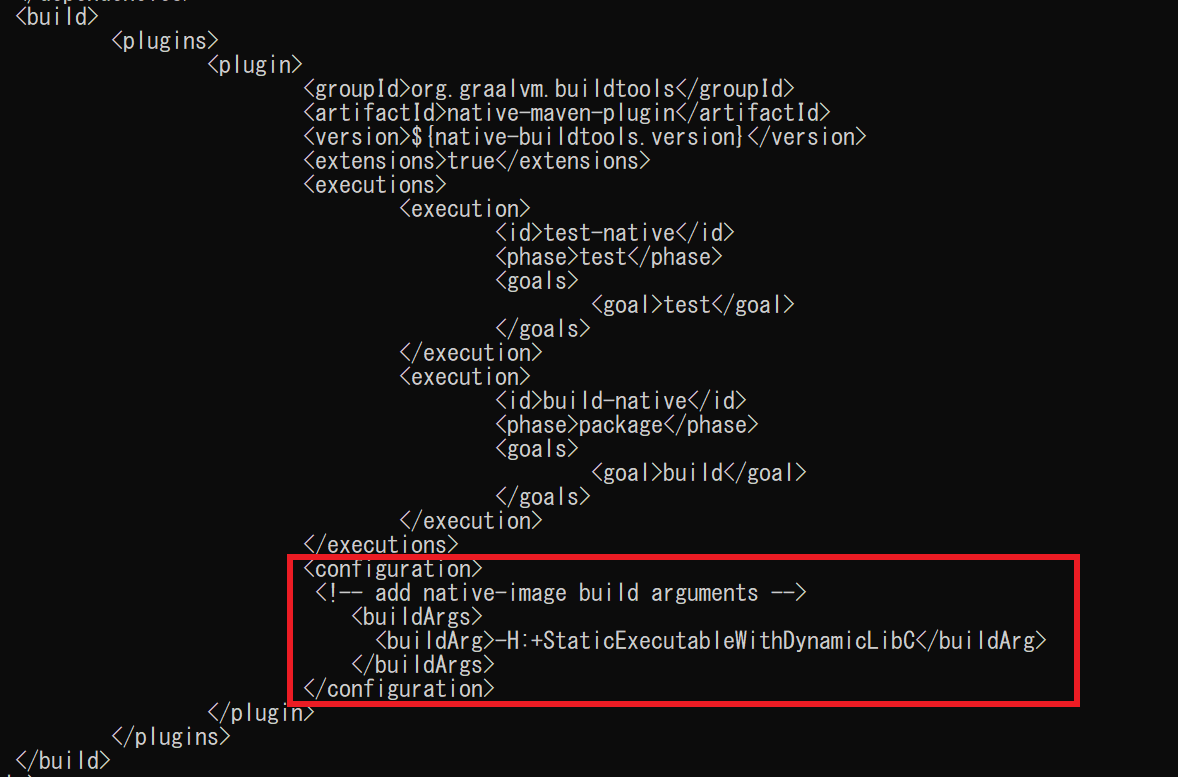 <build>
<plugins>
<plugin>
<groupId>org.graalvm.buildtools</groupId>
<artifactId>native-maven-plugin</artifactId>
<version>${native-buildtools.version}</version>
<extensions>true</extensions>
<executions>
<execution>
<id>test-native</id>
<phase>test</phase>
<goals>
<goal>test</goal>
</goals>
</execution>
<execution>
<id>build-native</id>
<phase>package</phase>
<goals>
<goal>build</goal>
</goals>
</execution>
</executions>
<configuration>
<!-- add native-image build arguments -->
<buildArgs>
<buildArg>-H:+StaticExecutableWithDynamicLibC</buildArg>
</buildArgs>
</configuration>
</plugin>
</plugins>
</build>